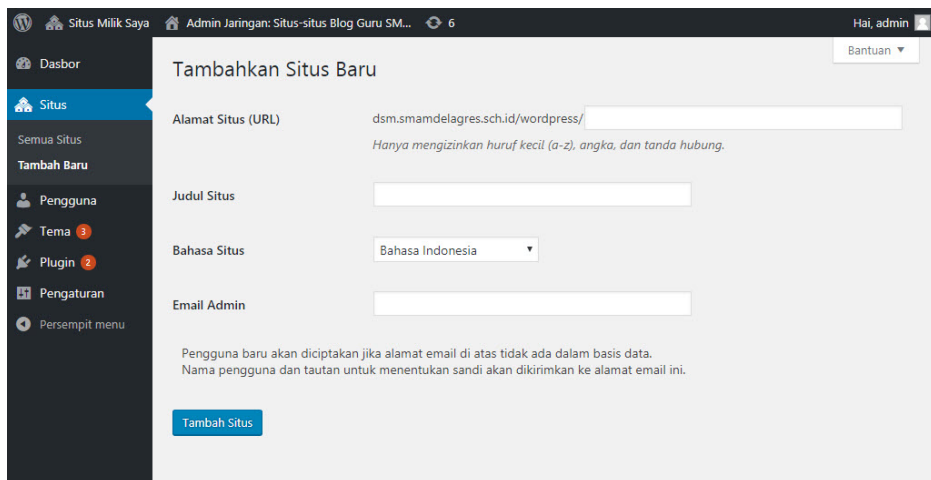 Situs Milik Saya Admin Jaringan: Situs-situs Blog Guru SM... 6 Hai, admin
Bantuan ▼
Dasbor
Situs
Semua Situs
Tambah Baru
Pengguna
Tema 3
Plugin 2
Pengaturan
Persempit menu
Tambahkan Situs Baru
Alamat Situs (URL) dsm.smamdelagres.sch.id/wordpress/
Hanya mengizinkan huruf kecil (a-z), angka, dan tanda hubung.
Judul Situs
Bahasa Situs Bahasa Indonesia ▼
Email Admin
Pengguna baru akan diciptakan jika alamat email di atas tidak ada dalam basis data.
Nama pengguna dan tautan untuk menentukan sandi akan dikirimkan ke alamat email ini.
Tambah Situs